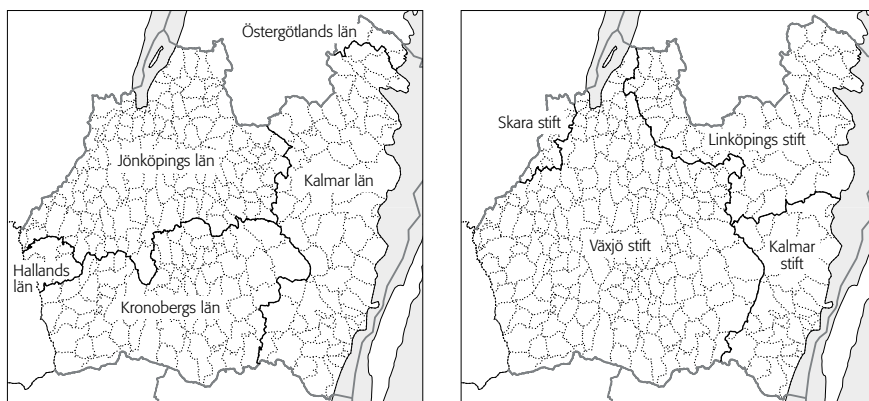 Östergötlands län
Jönköpings län
Kalmar län
Hallands
län
Kronobergs län
Skara stift
Linköpings stift
Växjö stift
Kalmar
stift